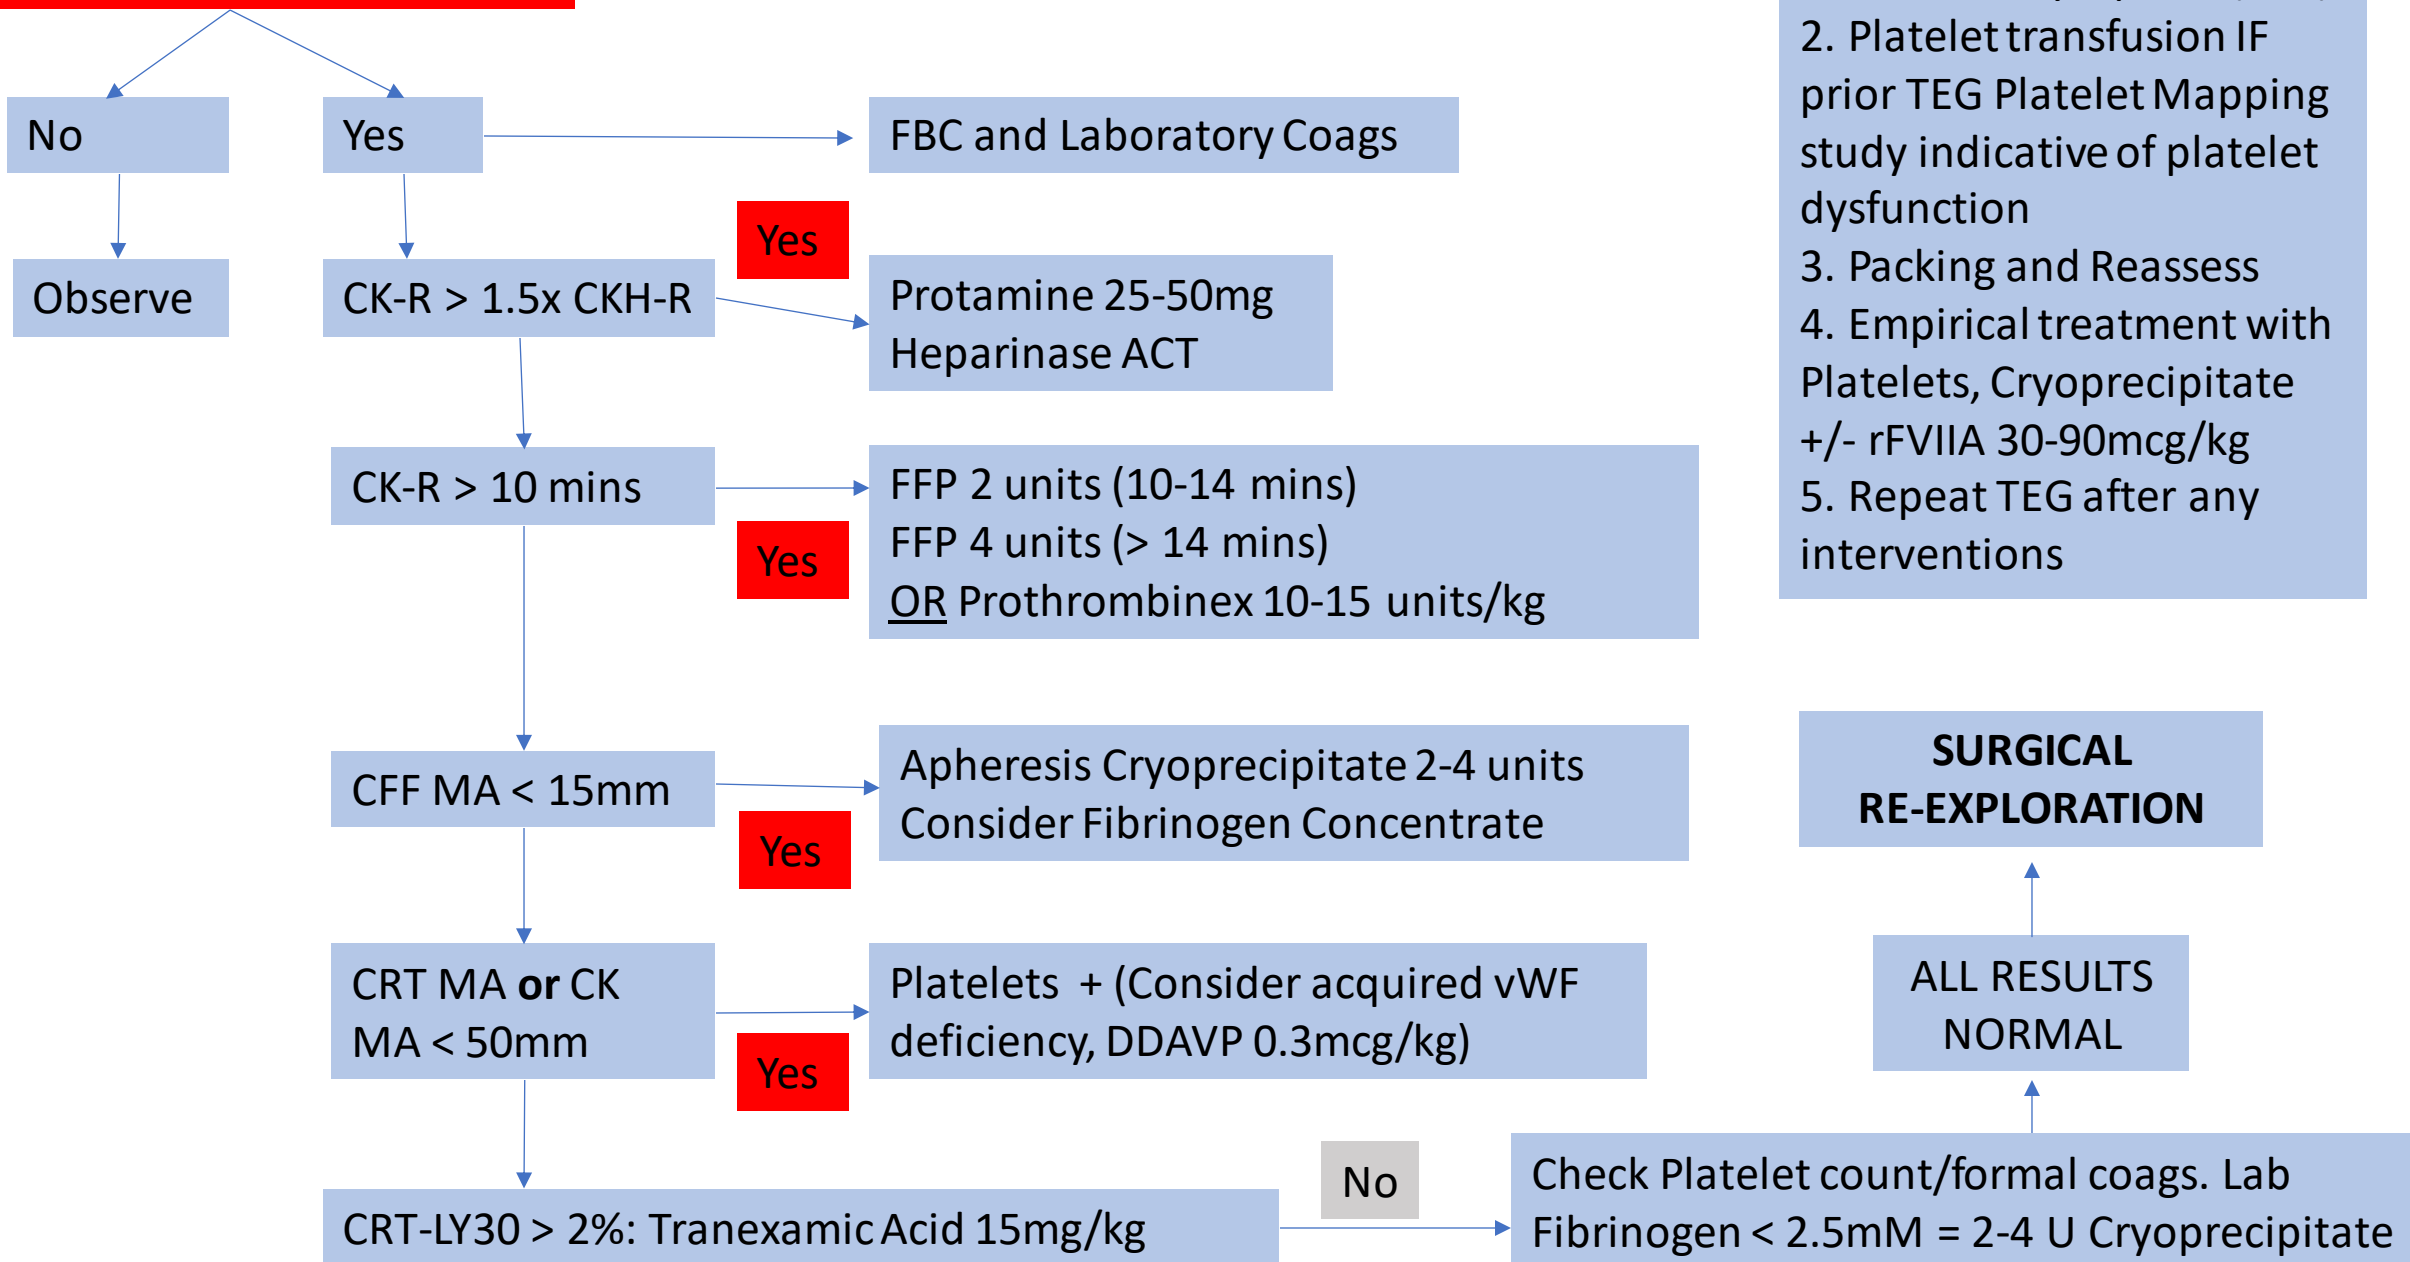 No
Yes
FBC and Laboratory Coags
Observe
CK-R > 1.5x CKH-R
Yes
Protamine 25-50mg
Heparinase ACT
CK-R > 10 mins
Yes
FFP 2 units (10-14 mins)
FFP 4 units (> 14 mins)
OR Prothrombinex 10-15 units/kg
CFF MA < 15mm
Yes
Apheresis Cryoprecipitate 2-4 units
Consider Fibrinogen Concentrate
CRT MA or CK
MA < 50mm
Yes
Platelets + (Consider acquired vWF
deficiency, DDAVP 0.3mcg/kg)
CRT-LY30 > 2%: Tranexamic Acid 15mg/kg
No
Check Platelet count/formal coags. Lab
Fibrinogen < 2.5mM = 2-4 U Cryoprecipitate
ALL RESULTS
NORMAL
SURGICAL
RE-EXPLORATION
2. Platelet transfusion IF
prior TEG Platelet Mapping
study indicative of platelet
dysfunction
3. Packing and Reassess
4. Empirical treatment with
Platelets, Cryoprecipitate
+/- rFVIIA 30-90mcg/kg
5. Repeat TEG after any
interventions